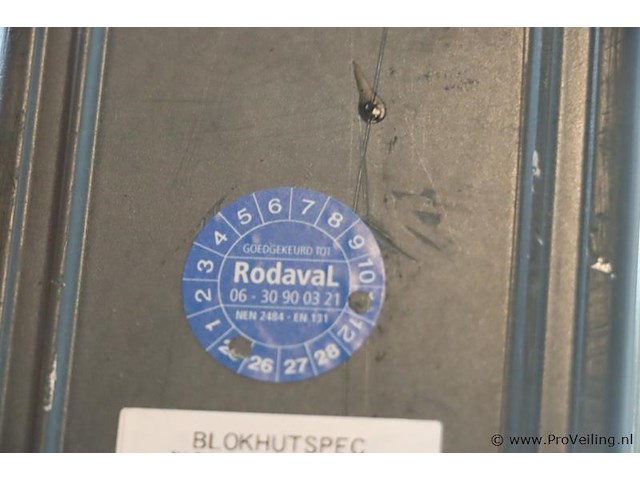 1 2 3 4 5 6 7 8 9 10 12
GOEDGEKEURD TOT
RodavaL
06 - 30 90 03 21
NEN 2484 - EN 131
26 27 28
BLOKHUTSPEC
© www.ProVeiling.nl